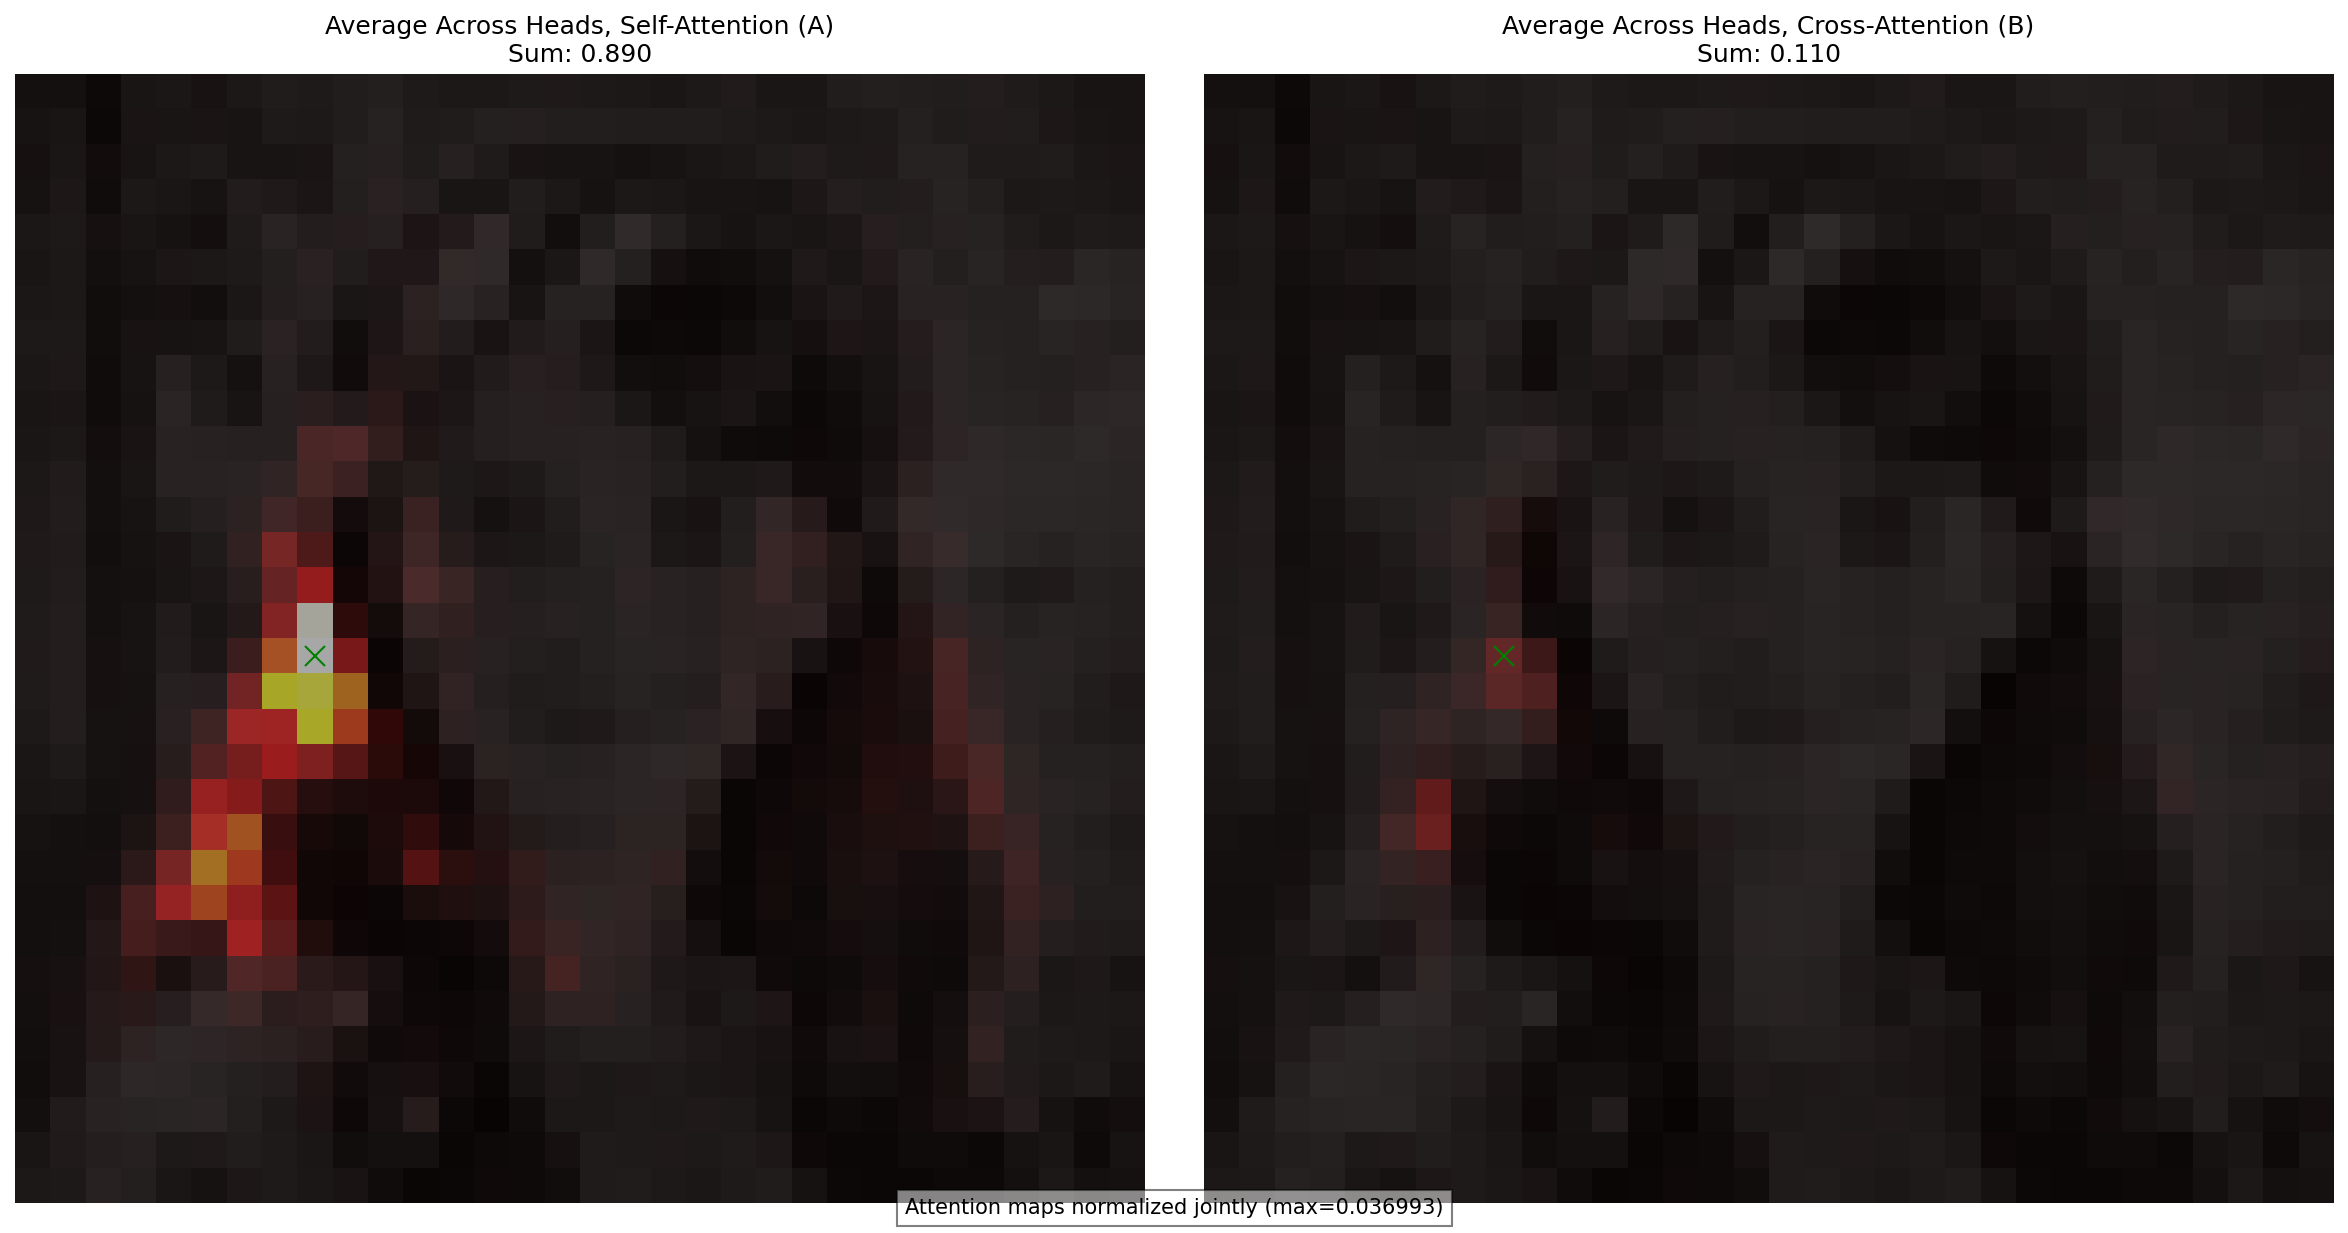 Average Across Heads, Self-Attention (A)
Sum: 0.890
Average Across Heads, Cross-Attention (B)
Sum: 0.110
Attention maps normalized jointly (max=0.036993)